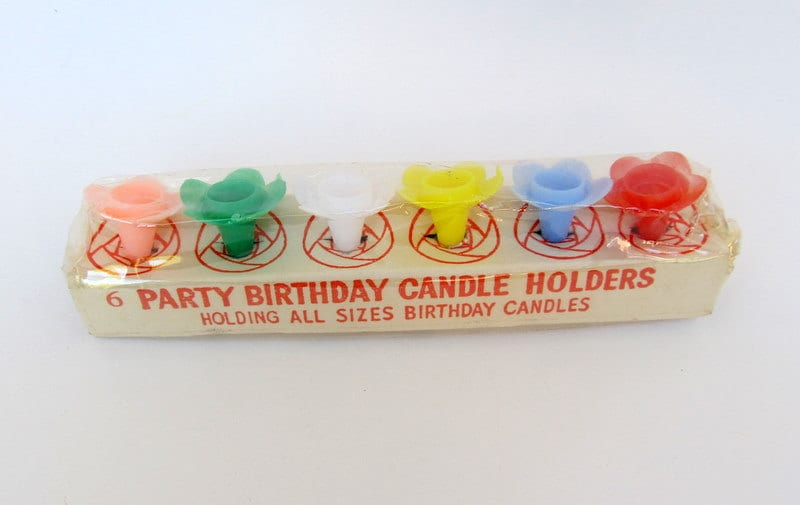 6 PARTY BIRTHDAY CANDLE HOLDERS
HOLDING ALL SIZES BIRTHDAY CANDLES